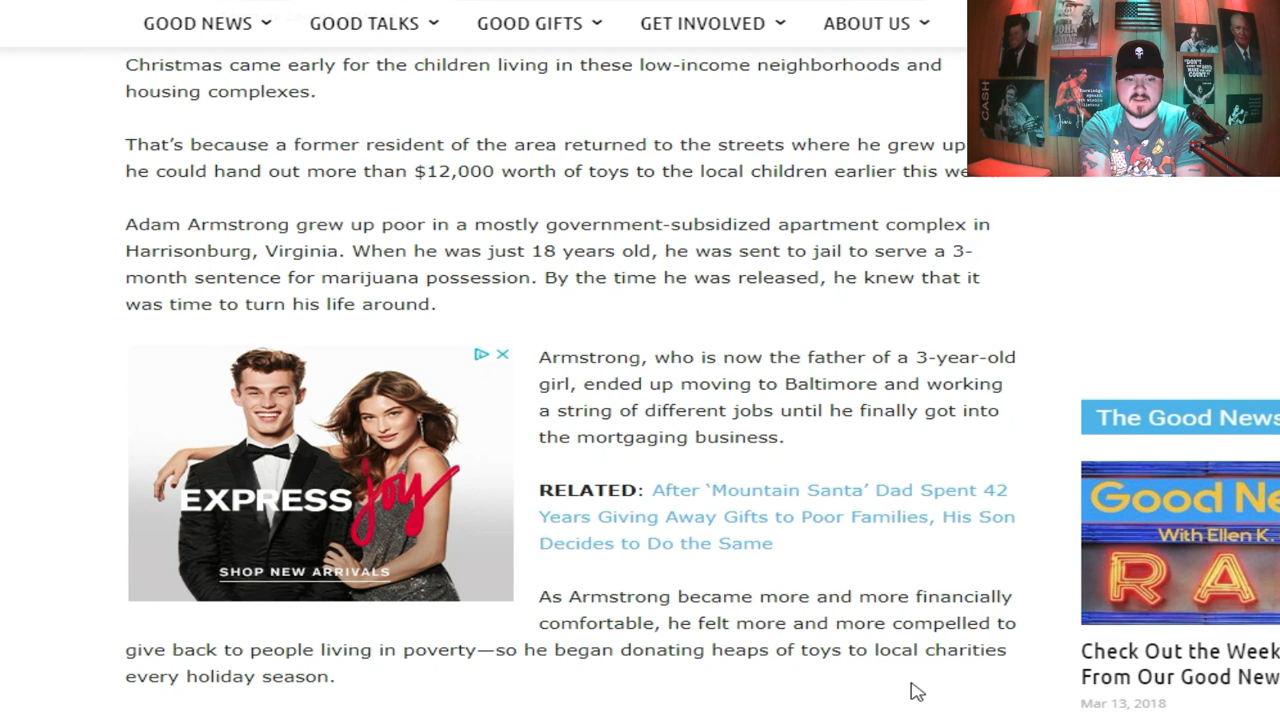 GOOD NEWS GOOD TALKS GOOD GIFTS GET INVOLVED ABOUT US
Christmas came early for the children living in these low-income neighborhoods and
housing complexes.
That’s because a former resident of the area returned to the streets where he grew up
he could hand out more than $12,000 worth of toys to the local children earlier this we
Adam Armstrong grew up poor in a mostly government-subsidized apartment complex in
Harrisonburg, Virginia. When he was just 18 years old, he was sent to jail to serve a 3-
month sentence for marijuana possession. By the time he was released, he knew that it
was time to turn his life around.
EXPRESS joy
SHOP NEW ARRIVALS
Armstrong, who is now the father of a 3-year-old
girl, ended up moving to Baltimore and working
a string of different jobs until he finally got into
the mortgaging business.
RELATED: After ‘Mountain Santa’ Dad Spent 42
Years Giving Away Gifts to Poor Families, His Son
Decides to Do the Same
As Armstrong became more and more financially
comfortable, he felt more and more compelled to
give back to people living in poverty—so he began donating heaps of toys to local charities
every holiday season.
CASH
JOHN
WAYNE
"DON'T
COUNT
COUNT."
The Good News
Good Ne
With Ellen K.
RA
Check Out the Week
From Our Good New
Mar 13, 2018